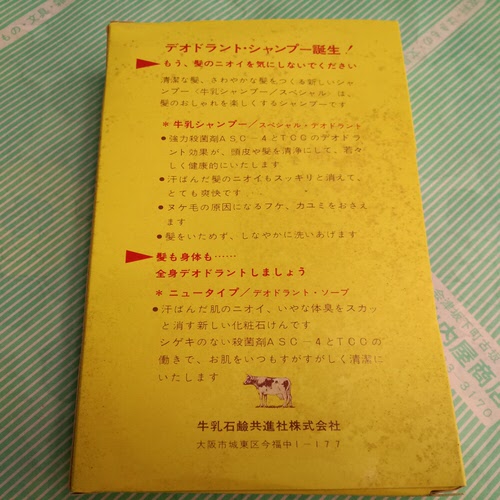 デオドラント・シャンプー誕生!
もう、髪のニオイを気にしないでください
清潔な髪、さわやかな髪をつくる新しいシャ
ンプー〈牛乳シャンプー/スペシャル〉は、
髪のおしゃれを楽しくするシャンプーです
*牛乳シャンプー/スペシャル・デオドラント
●強力殺菌剤ASC-4とTCCのデオドラ
ント効果が、頭皮や髪を清浄にして、若々
しく健康的にいたします
●汗ばんだ髪のニオイもスッキリと消えて、
とても爽快です
●ヌケ毛の原因になるフケ、カユミをおさえ
ます
●髪をいためず、しなやかに洗いあげます
髪も身体も……
全身デオドラントしましょう
*ニュータイプ/デオドラント・ソープ
●汗ばんだ肌のニオイ、いやな体臭をスカッ
と消す新しい化粧石けんです
シゲキのない殺菌剤ASC-4とTCCの
働きで、お肌をいつもすがすがしく清潔に
いたします
牛乳石鹼共進社株式会社
大阪市城東区今福中1-177